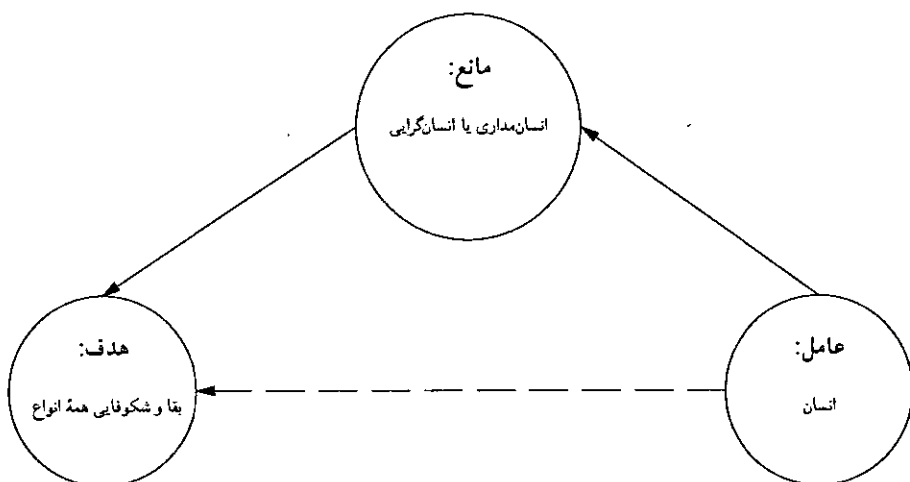 مانع:
انسان‌مداری یا انسان‌گرایی
عامل:
انسان
هدف:
بقا و شکوفایی همهٔ انواع